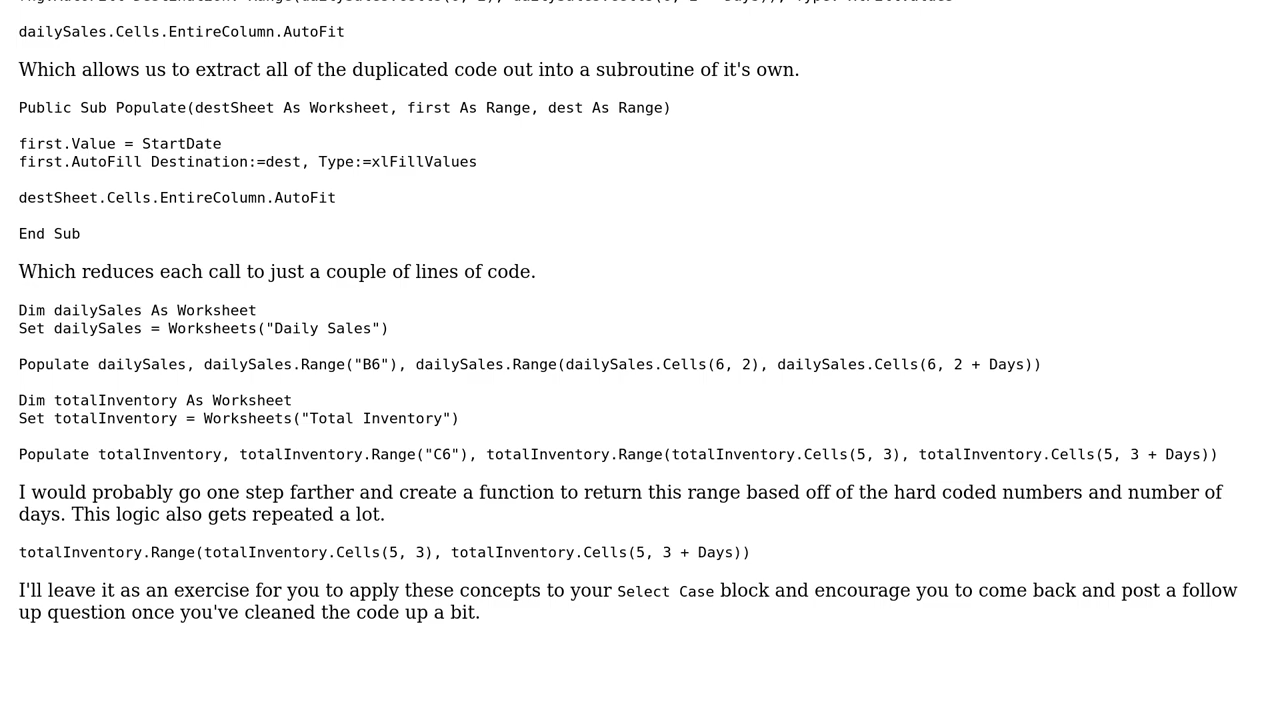 dailySales.Cells.EntireColumn.AutoFit
Which allows us to extract all of the duplicated code out into a subroutine of it's own.
Public Sub Populate(destSheet As Worksheet, first As Range, dest As Range)
first.Value = StartDate
first.AutoFill Destination:=dest, Type:=xlFillValues
destSheet.Cells.EntireColumn.AutoFit
End Sub
Which reduces each call to just a couple of lines of code.
Dim dailySales As Worksheet
Set dailySales = Worksheets("Daily Sales")
Populate dailySales, dailySales.Range("B6"), dailySales.Range(dailySales.Cells(6, 2), dailySales.Cells(6, 2 + Days))
Dim totalInventory As Worksheet
Set totalInventory = Worksheets("Total Inventory")
Populate totalInventory, totalInventory.Range("C6"), totalInventory.Range(totalInventory.Cells(5, 3), totalInventory.Cells(5, 3 + Days))
I would probably go one step farther and create a function to return this range based off of the hard coded numbers and number of
days. This logic also gets repeated a lot.
totalInventory.Range(totalInventory.Cells(5, 3), totalInventory.Cells(5, 3 + Days))
I'll leave it as an exercise for you to apply these concepts to your Select Case block and encourage you to come back and post a follow
up question once you've cleaned the code up a bit.